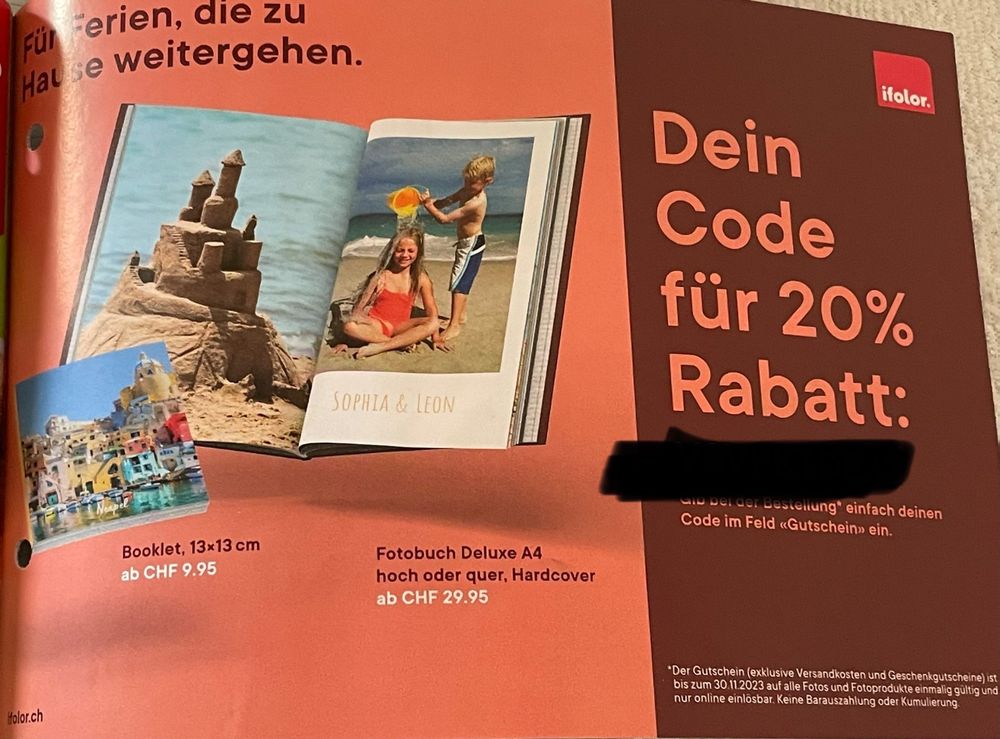 Für Ferien, die zu
Hause weitergehen.
SOPHIA & LEON
Neapel
Booklet, 13×13 cm
ab CHF 9.95
Fotobuch Deluxe A4
hoch oder quer, Hardcover
ab CHF 29.95
ifolor.ch
ifolor.
Dein
Code
für 20%
Rabatt:
Gib bei der Bestellung* einfach deinen
Code im Feld «Gutschein» ein.
*Der Gutschein (exklusive Versandkosten und Geschenkgutscheine) ist
bis zum 30.11.2023 auf alle Fotos und Fotoprodukte einmalig gültig und
nur online einlösbar. Keine Barauszahlung oder Kumulierung.